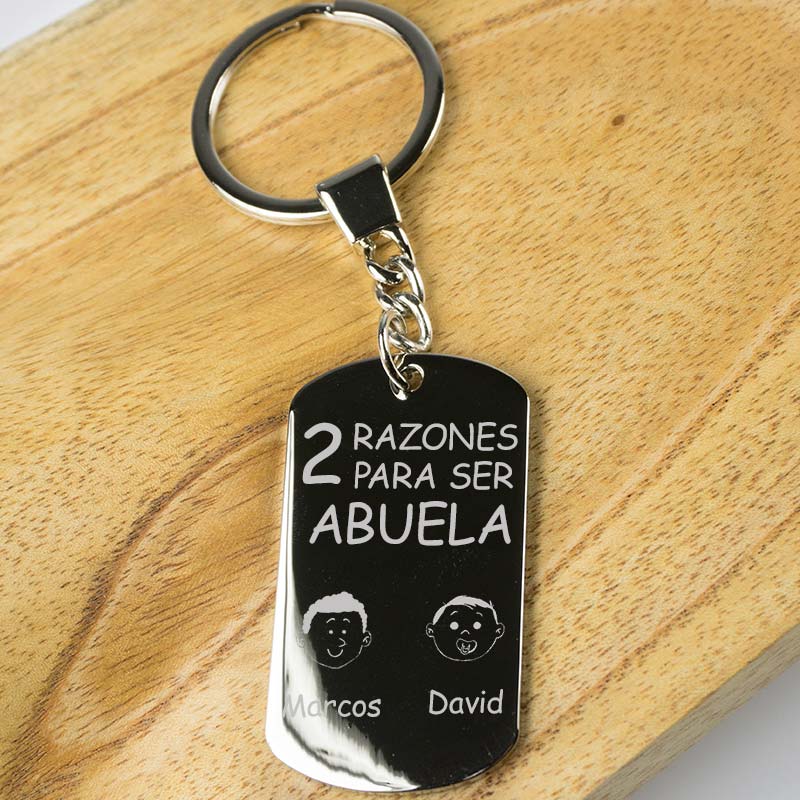 2 RAZONES
PARA SER
ABUELA
Marcos David